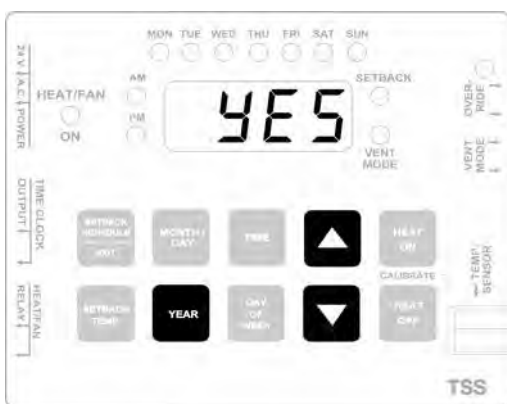 MON TUE WED THU FRI SAT SUN
24 V. A.C. POWER
HEAT/FAN
ON
AM
PM
YES
SETBACK
VENT
MODE
OVER-
RIDE
VENT
MODE
TIME CLOCK
OUTPUT
HEAT/FAN
RELAY
SETBACK
SCHEDULE
EXIT
MONTH/
DAY
TIME
HEAT
ON
CALIBRATE
SETBACK
TEMP
YEAR
DAY
OF
WEEK
HEAT
OFF
TEMP.
SENSOR
TSS